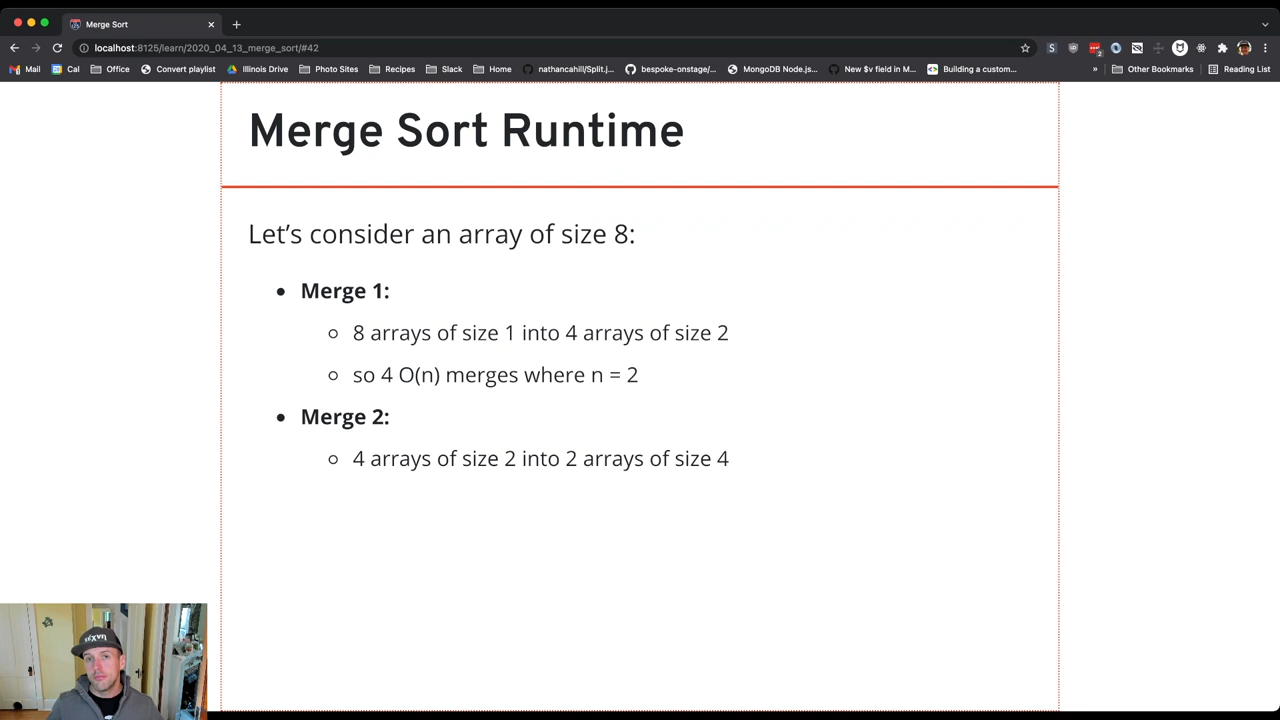 Merge Sort
localhost:8125/learn/2020_04_13_merge_sort/#42
Mail Cal Office Convert playlist Illinois Drive Photo Sites Recipes Slack Home nathancahill/Split.j... bespoke-onstage/... MongoDB Node.js... New $v field in M... Building a custom... » Other Bookmarks Reading List
Merge Sort Runtime
Let's consider an array of size 8:
• Merge 1:
○ 8 arrays of size 1 into 4 arrays of size 2
○ so 4 O(n) merges where n = 2
• Merge 2:
○ 4 arrays of size 2 into 2 arrays of size 4